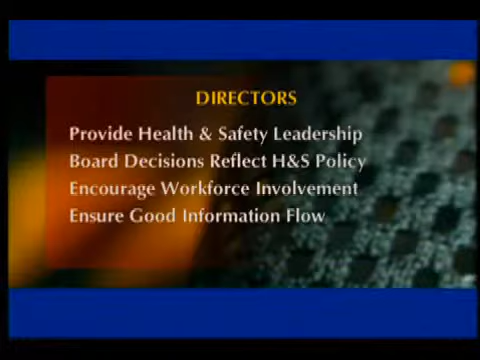 DIRECTORS
Provide Health & Safety Leadership
Board Decisions Reflect H&S Policy
Encourage Workforce Involvement
Ensure Good Information Flow